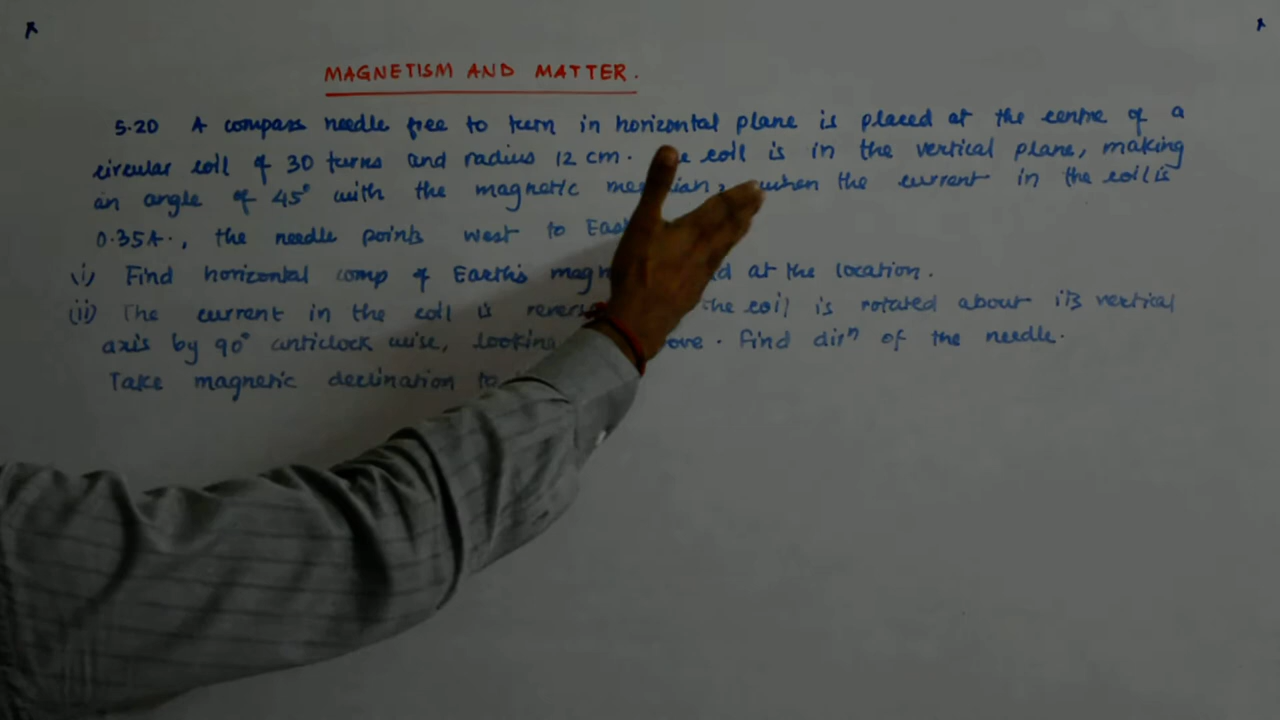 MAGNETISM AND MATTER.
5.20 A compass needle free to turn in horizontal plane is placed at the centre of a
circular coil of 30 turns and radius 12 cm. coil is in the vertical plane, making
an angle of 45° with the magnetic when the current in the coil is
0.35A., the needle points west to East
(i) Find horizontal comp of Earth's at the location.
(ii) The current in the coil is the coil is rotated about its vertical
axis by 90° anticlock wise, Find dirⁿ of the needle.
Take magnetic declination to